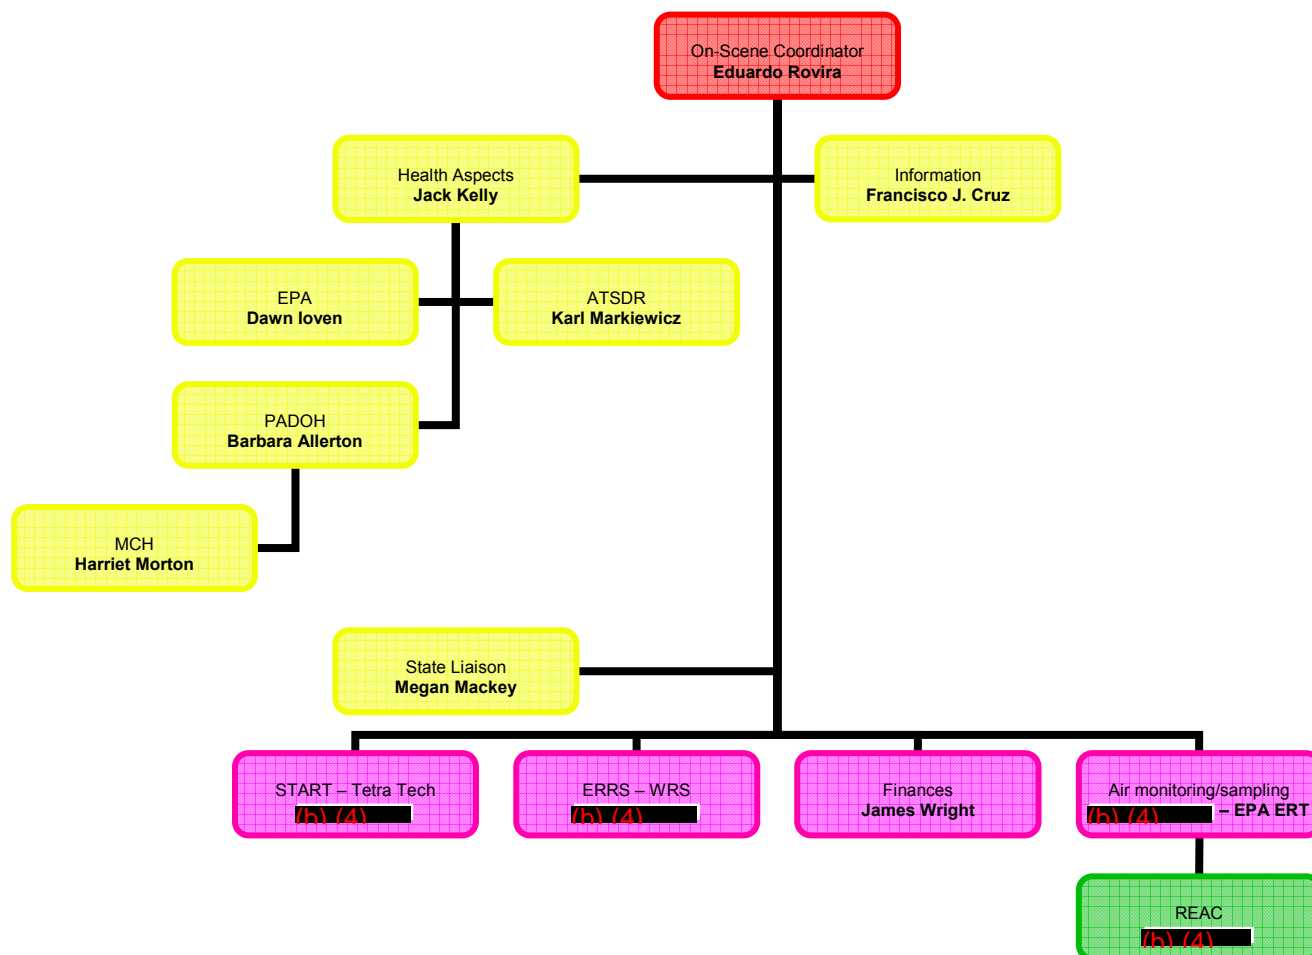 On-Scene Coordinator
Eduardo Rovira
Health Aspects
Jack Kelly
Information
Francisco J. Cruz
EPA
Dawn Ioven
ATSDR
Karl Markiewicz
PADOH
Barbara Allerton
MCH
Harriet Morton
State Liaison
Megan Mackey
START – Tetra Tech
(b) (4)
ERRS – WRS
(b) (4)
Finances
James Wright
Air monitoring/sampling
(b) (4) – EPA ERT
REAC
(b) (4)